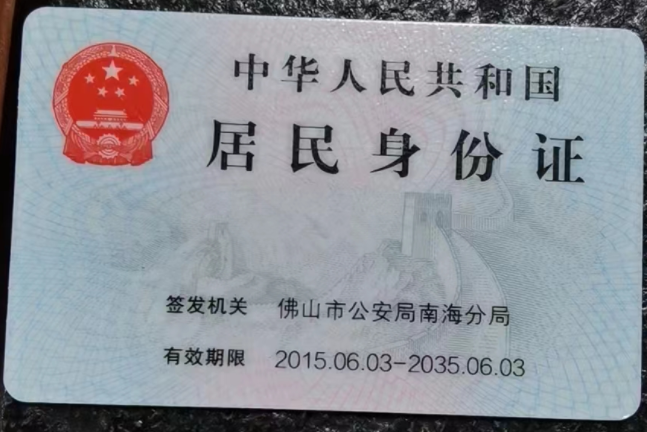 中华人民共和国
居民身份证
签发机关 佛山市公安局南海分局
有效期限 2015.06.03-2035.06.03